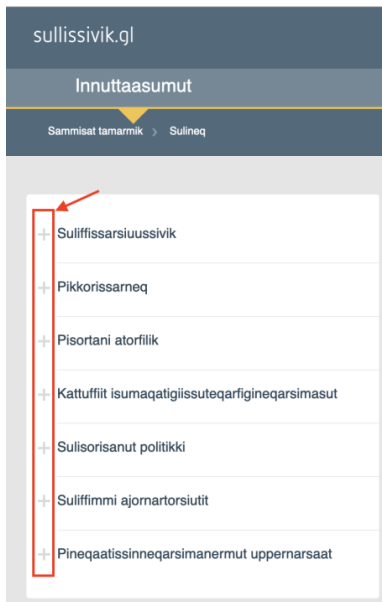 sullissivik.gl
Innuttaasumut
Sammisat tamarmik > Sulineq
+ Suliffissarsiuussivik
+ Pikkorissarneq
+ Pisortani atorfilik
+ Kattuffiit isumaqatigiissuteqarfigineqarsimasut
+ Sulisorisanut politikki
+ Suliffimmi ajornartorsiutit
+ Pineqaatissinneqarsimanermut uppernarsaat